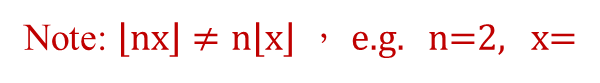 Note: ⌊nx⌋ ≠ n⌊x⌋ , e.g. n=2, x=